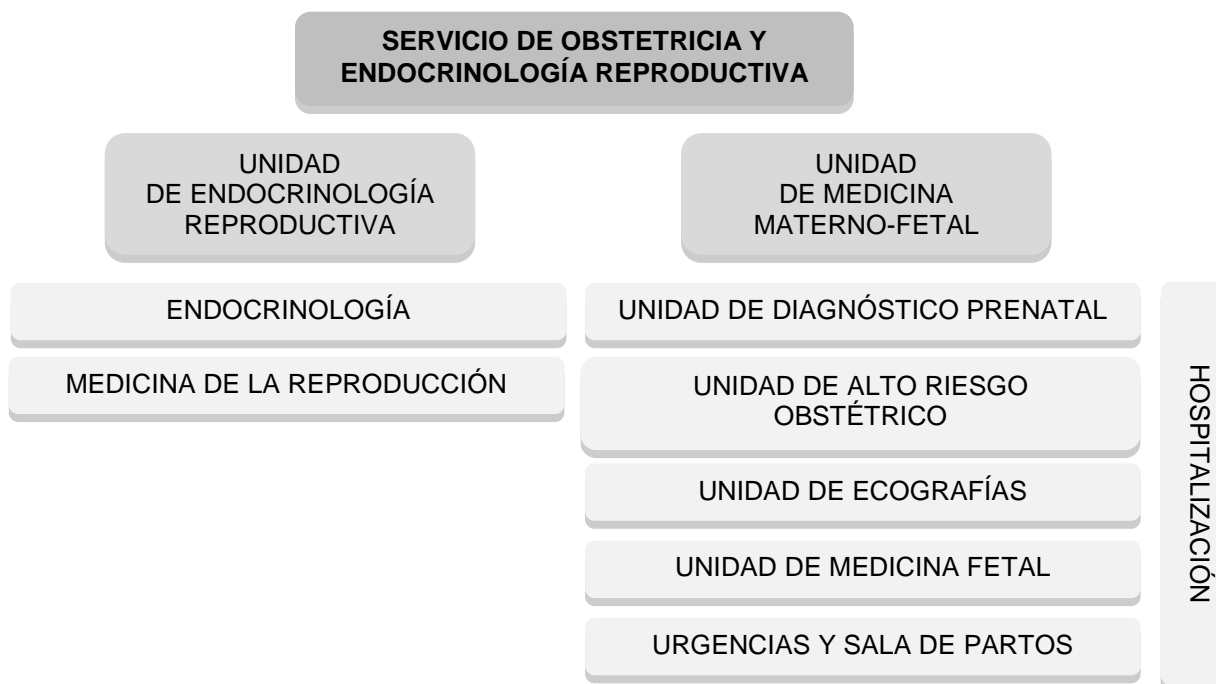 SERVICIO DE OBSTETRICIA Y
ENDOCRINOLOGÍA REPRODUCTIVA
UNIDAD
DE ENDOCRINOLOGÍA
REPRODUCTIVA
UNIDAD
DE MEDICINA
MATERNO-FETAL
ENDOCRINOLOGÍA
MEDICINA DE LA REPRODUCCIÓN
UNIDAD DE DIAGNÓSTICO PRENATAL
UNIDAD DE ALTO RIESGO
OBSTÉTRICO
UNIDAD DE ECOGRAFÍAS
UNIDAD DE MEDICINA FETAL
URGENCIAS Y SALA DE PARTOS
HOSPITALIZACIÓN